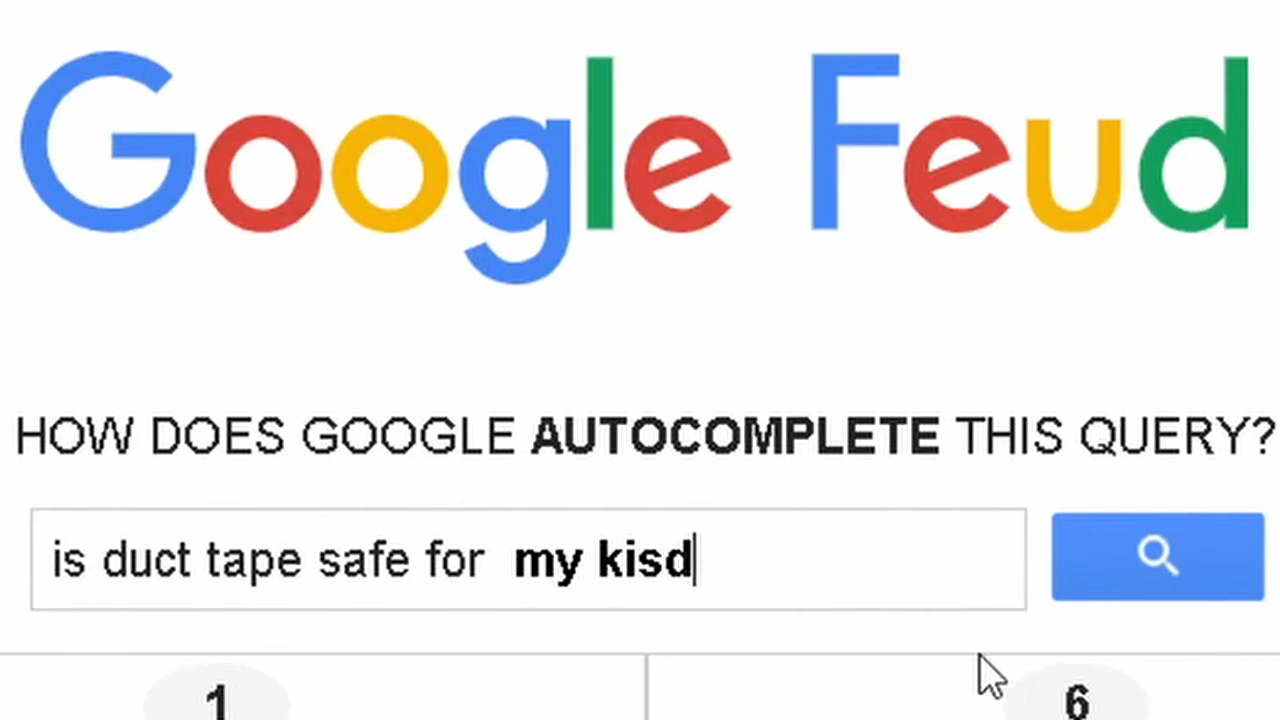 Google Feud
HOW DOES GOOGLE AUTOCOMPLETE THIS QUERY?
is duct tape safe for my kisd
1
6